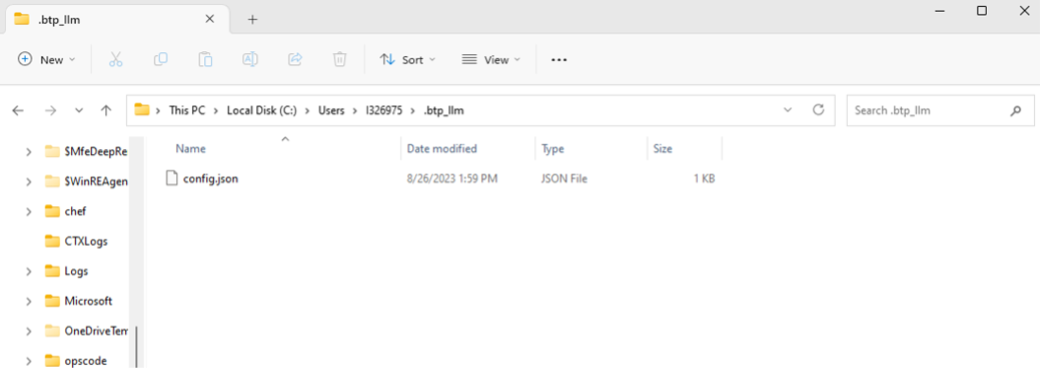 .btp_llm
New
Sort
View
This PC > Local Disk (C:) > Users > I326975 > .btp_llm
Search .btp_llm
Name Date modified Type Size
config.json 8/26/2023 1:59 PM JSON File 1 KB
$MfeDeepRe
$WinREAgen
chef
CTXLogs
Logs
Microsoft
OneDriveTem
opscode